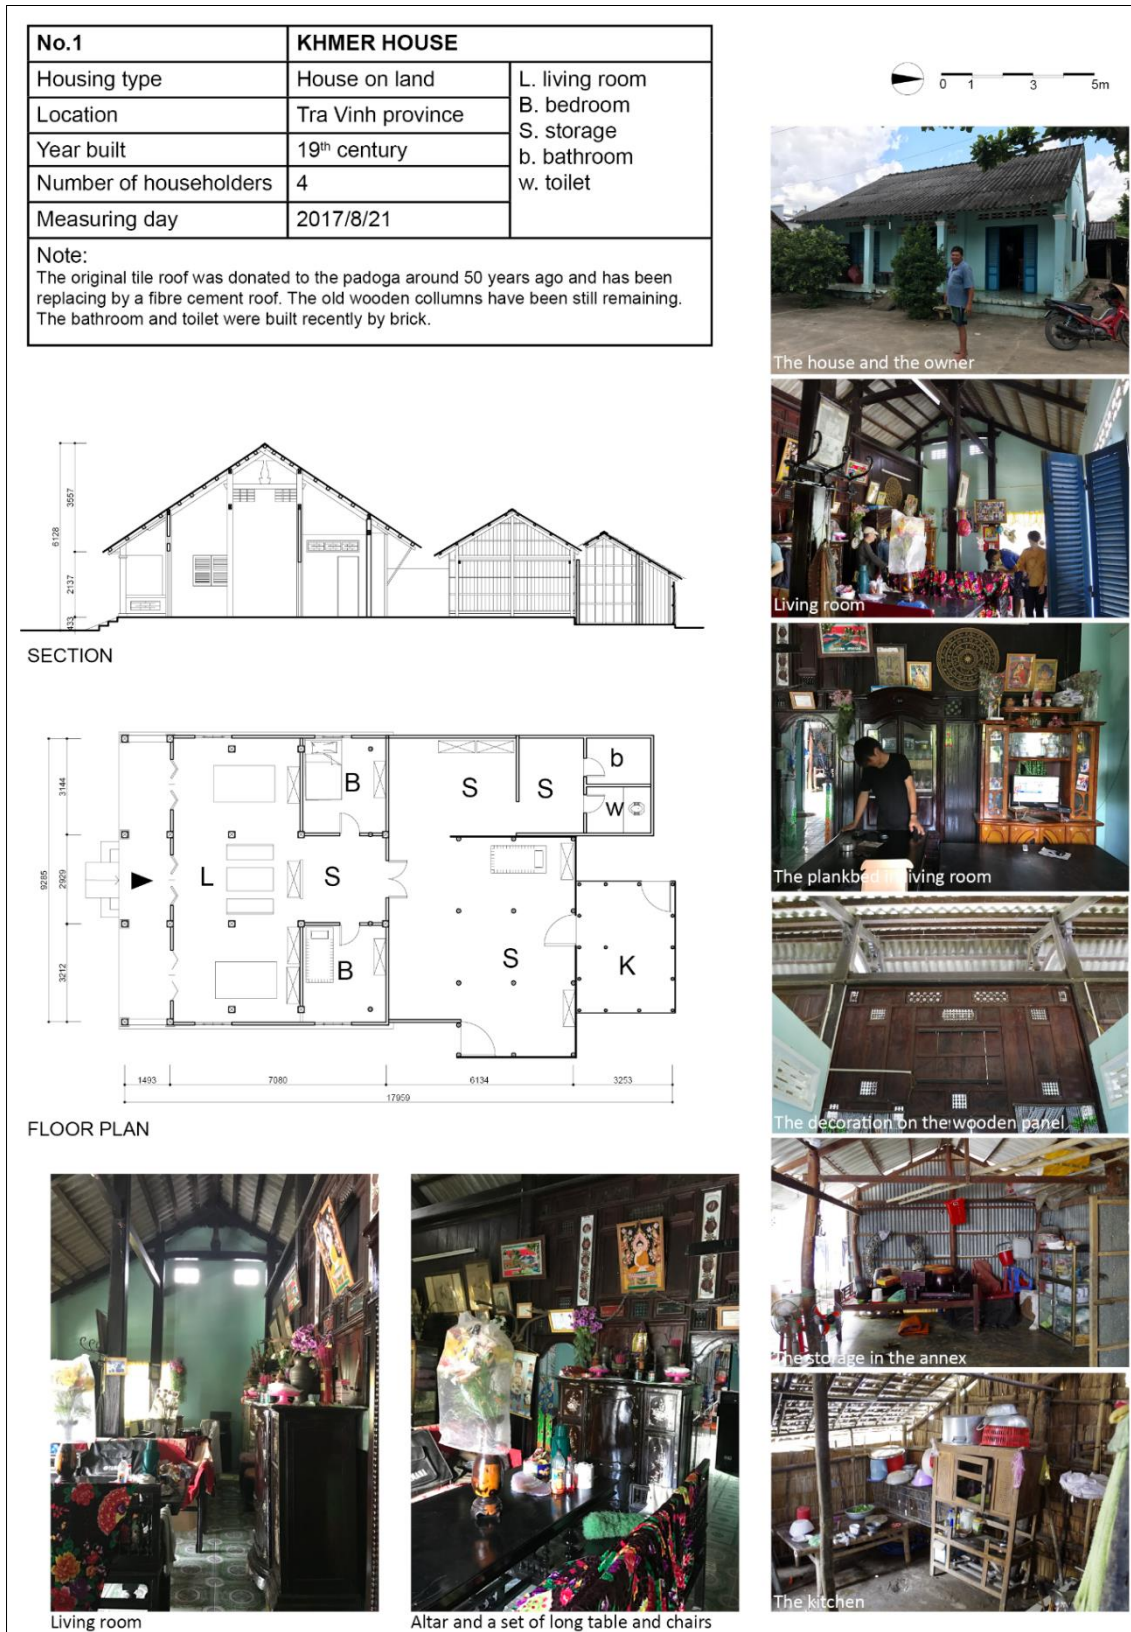 No.1 KHMER HOUSE
Housing type House on land
Location Tra Vinh province
Year built 19th century
Number of householders 4
Measuring day 2017/8/21
L. living room
B. bedroom
S. storage
b. bathroom
w. toilet
Note:
The original tile roof was donated to the padoga around 50 years ago and has been
replacing by a fibre cement roof. The old wooden collumns have been still remaining.
The bathroom and toilet were built recently by brick.
0 1 3 5m
The house and the owner
Living room
The plankbed in living room
The decoration on the wooden panel
The storage in the annex
The kitchen
6128
3557
2137
433
SECTION
9285
3144
2929
3212
B
S
S
b
w
L
S
B
S
K
1493 7080 6134 3253
17959
FLOOR PLAN
Living room
Altar and a set of long table and chairs